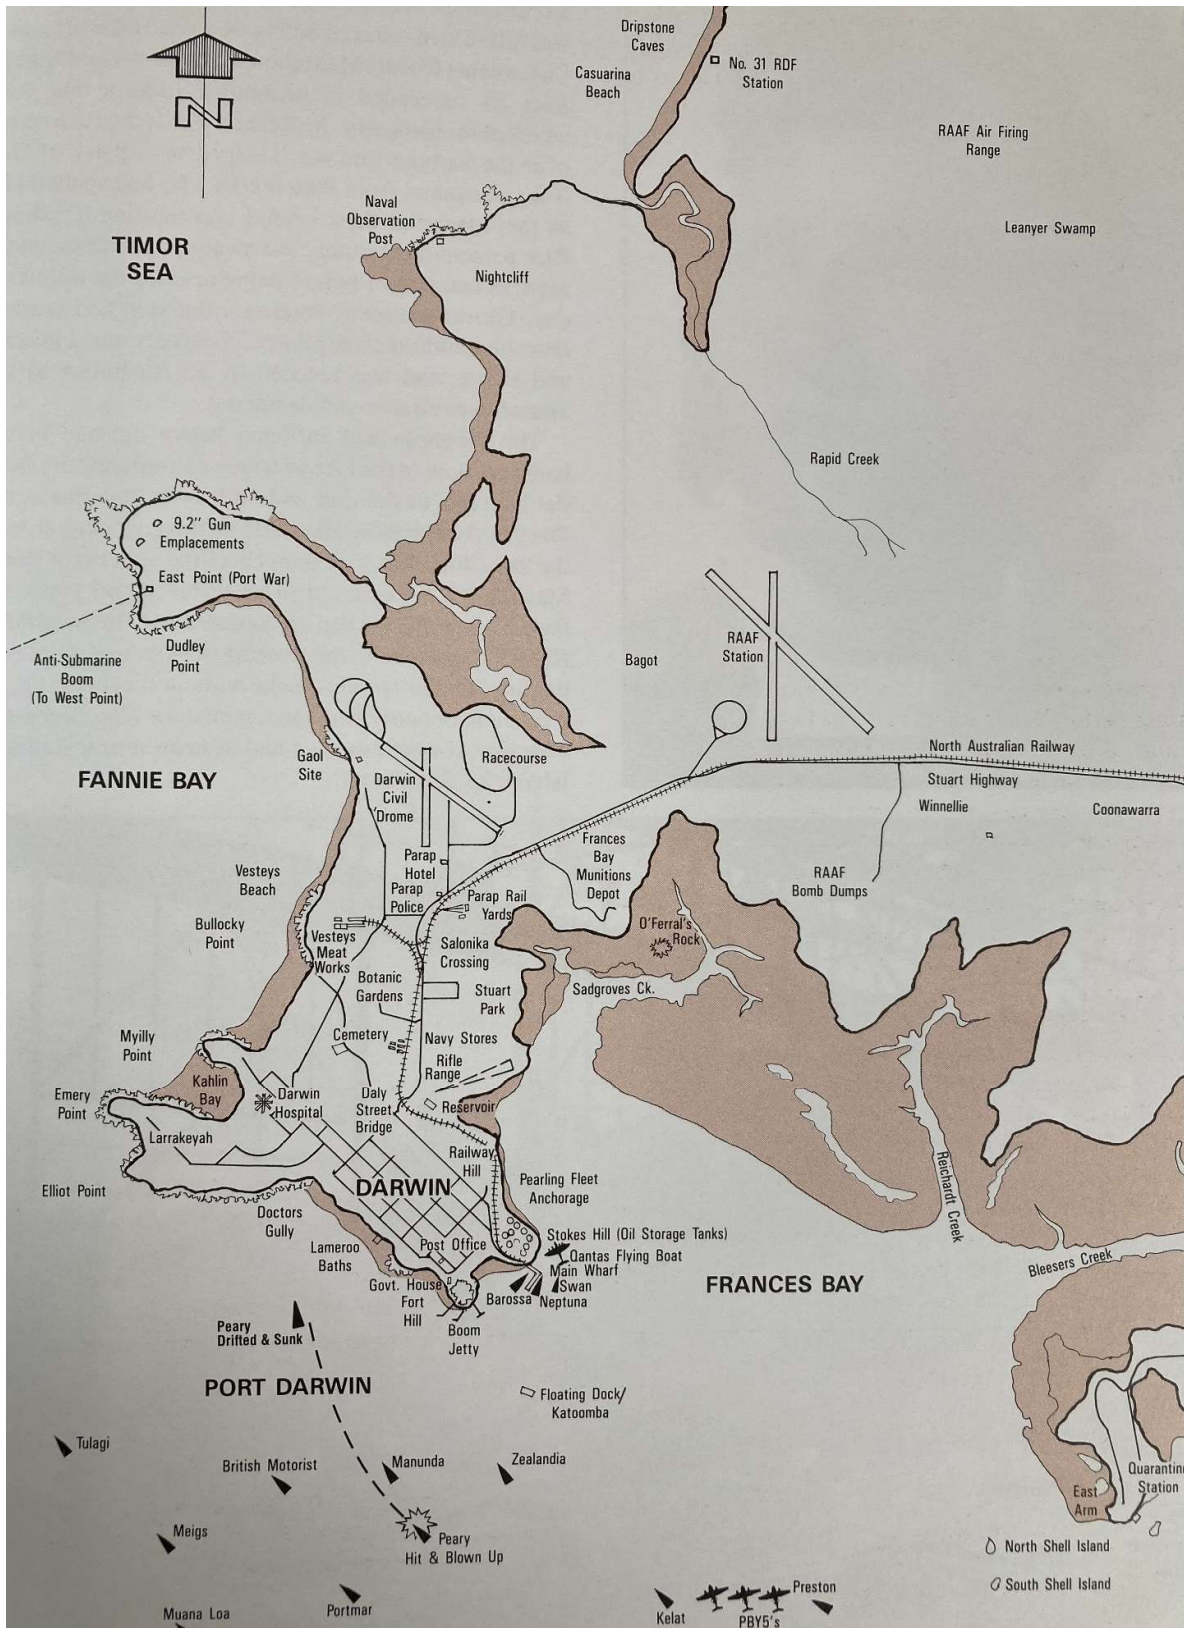 Dripstone
Caves
No. 31 RDF
Station
Casuarina
Beach
RAAF Air Firing
Range
N
Leanyer Swamp
Naval
Observation
Post
TIMOR
SEA
Nightcliff
Rapid Creek
9.2" Gun
Emplacements
East Point (Port War)
Dudley
Point
Anti-Submarine
Boom
(To West Point)
RAAF
Station
Bagot
Gaol
Site
Racecourse
FANNIE BAY
Darwin
Civil
'Drome
North Australian Railway
Stuart Highway
Winnellie
Coonawarra
Frances
Bay
Munitions
Depot
Parap
Hotel
Parap
Police
Parap Rail
Yards
RAAF
Bomb Dumps
Vesteys
Beach
Bullocky
Point
Vesteys
Meat
Works
Salonika
Crossing
O'Ferral's
Rock
Botanic
Gardens
Stuart
Park
Sadgroves Ck.
Myilly
Point
Cemetery
Navy Stores
Rifle
Range
Kahlin
Bay
Emery
Point
Darwin
Hospital
Daly
Street
Bridge
Reservoir
Larrakeyah
Railway
Hill
Reichardt Creek
Elliot Point
DARWIN
Pearling Fleet
Anchorage
Doctors
Gully
Lameroo
Baths
Post Office
Stokes Hill (Oil Storage Tanks)
Qantas Flying Boat
Main Wharf
Swan
Neptuna
Barossa
Bleesers Creek
Govt. House
Fort
Hill
Boom
Jetty
FRANCES BAY
Peary
Drifted & Sunk
PORT DARWIN
Floating Dock/
Katoomba
Tulagi
British Motorist
Manunda
Zealandia
Quarantin
Station
East
Arm
Meigs
Peary
Hit & Blown Up
North Shell Island
South Shell Island
Muana Loa
Portmar
Kelat
PBY5's
Preston